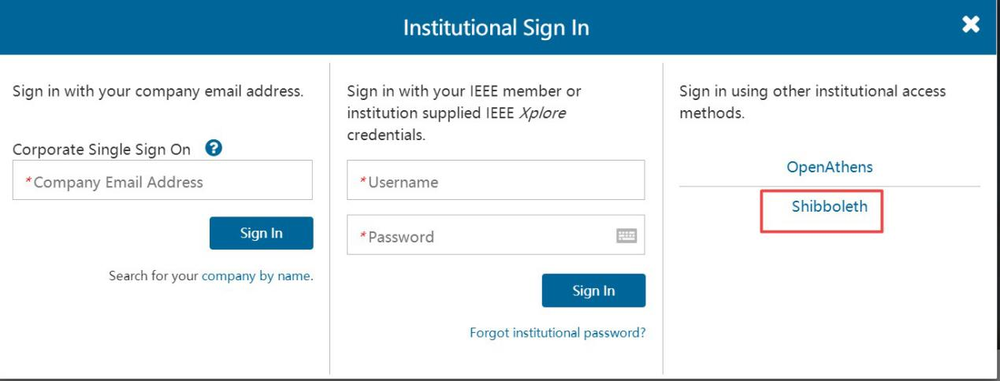 Institutional Sign In
Sign in with your company email address.
Corporate Single Sign On ?
*Company Email Address
Sign In
Search for your company by name.
Sign in with your IEEE member or
institution supplied IEEE Xplore
credentials.
*Username
*Password
Sign In
Forgot institutional password?
Sign in using other institutional access
methods.
OpenAthens
Shibboleth